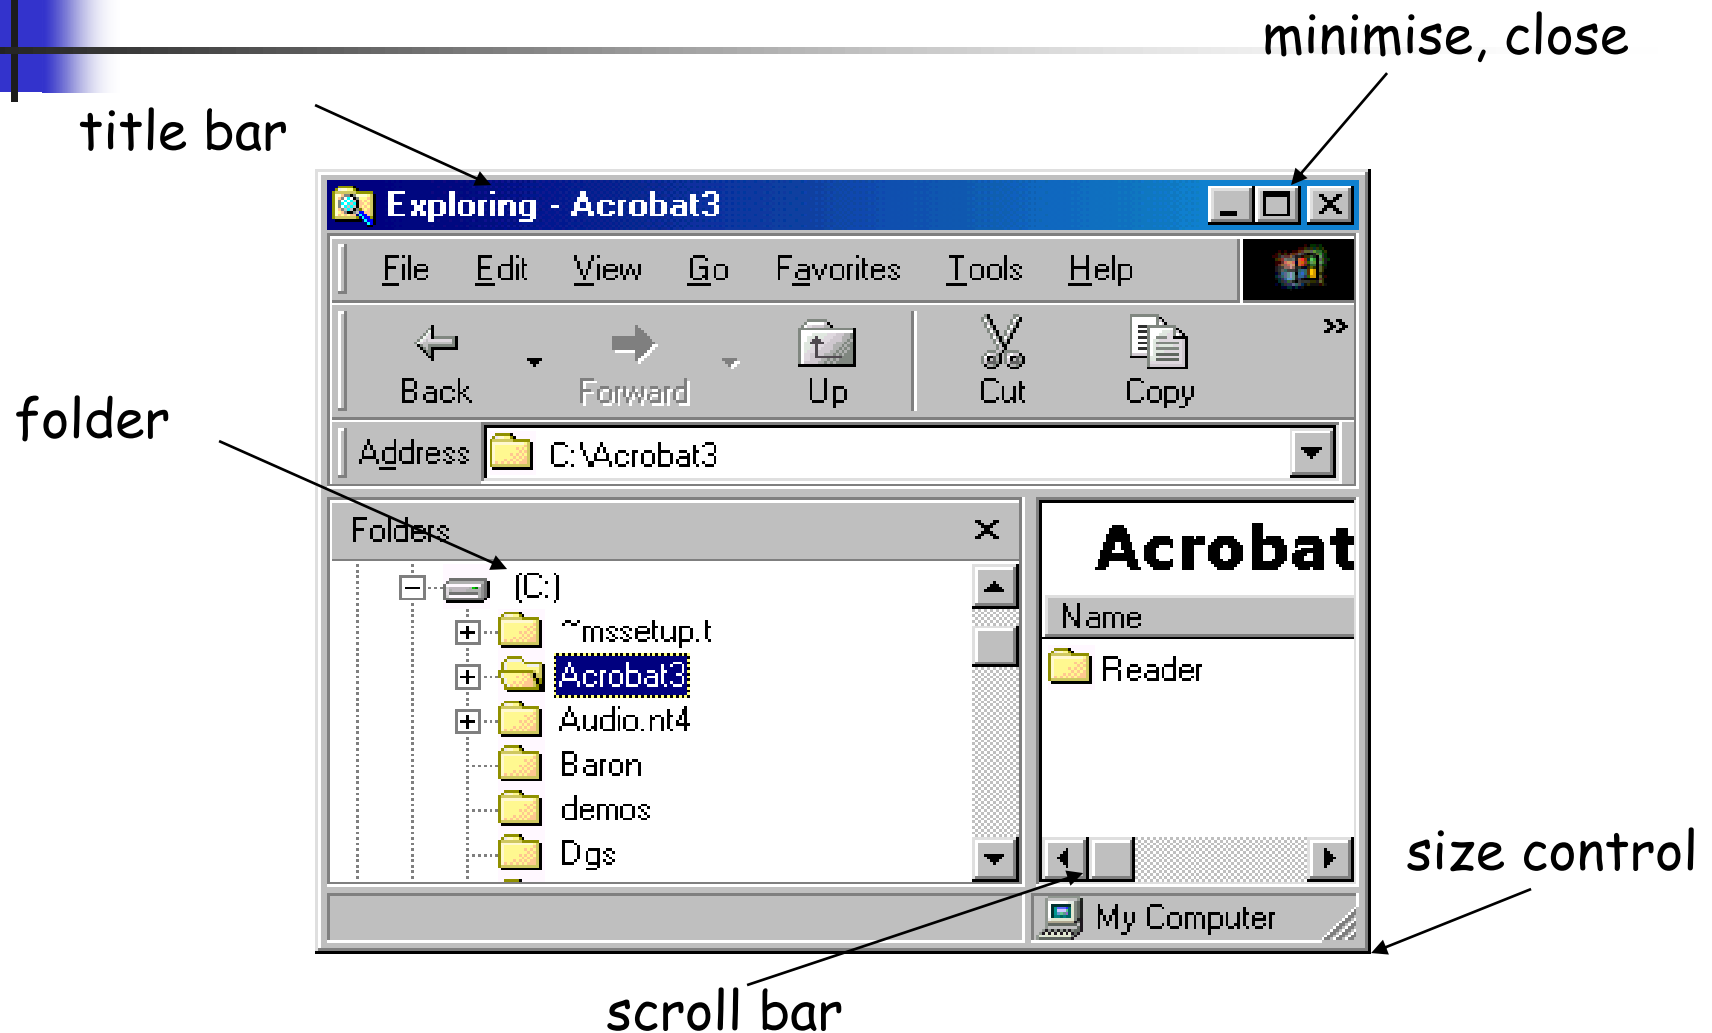 minimise, close
title bar
Exploring - Acrobat3
File Edit View Go Favorites Tools Help
Back Forward Up Cut Copy »
folder
Address C:\Acrobat3
Folders
Acrobat
(C:)
Name
~mssetup.t
Reader
Acrobat3
Audio.nt4
Baron
demos
Dgs
size control
My Computer
scroll bar